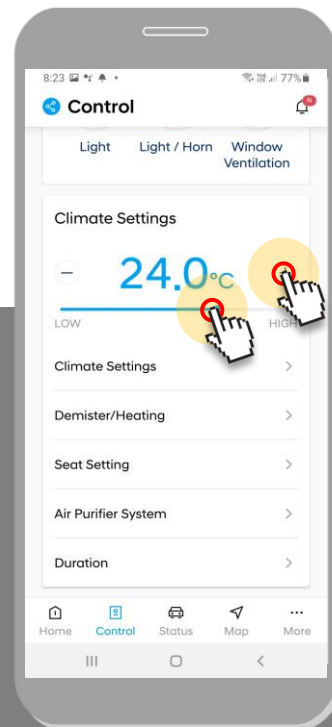 8:23 77%
Control N
Light Light / Horn Window
Ventilation
Climate Settings
24.0°C
LOW HIGH
Climate Settings
Demister/Heating
Seat Setting
Air Purifier System
Duration
Home Control Status Map More